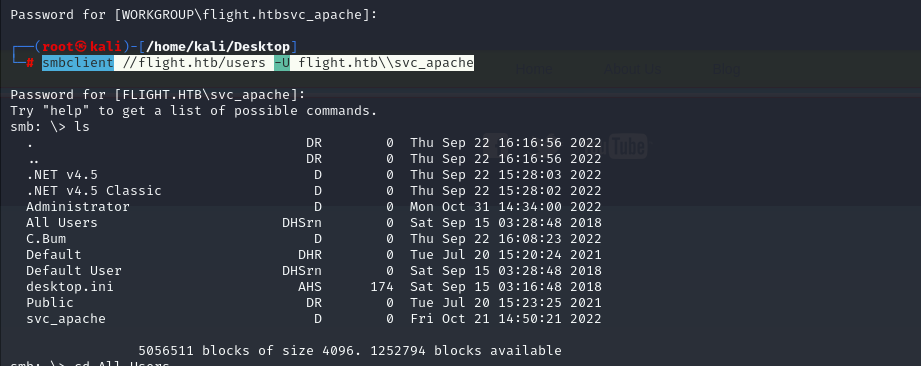 Password for [WORKGROUP\flight.htbsvc_apache]:
┌──(root㉿kali)-[/home/kali/Desktop]
└─# smbclient //flight.htb/users -U flight.htb\\svc_apache
Home About Us Blog
Password for [FLIGHT.HTB\svc_apache]:
Try "help" to get a list of possible commands.
smb: \> ls
. DR 0 Thu Sep 22 16:16:56 2022
.. DR 0 Thu Sep 22 16:16:56 2022
.NET v4.5 D 0 Thu Sep 22 15:28:03 2022
.NET v4.5 Classic D 0 Thu Sep 22 15:28:02 2022
Administrator D 0 Mon Oct 31 14:34:00 2022
All Users DHSrn 0 Sat Sep 15 03:28:48 2018
C.Bum D 0 Thu Sep 22 16:08:23 2022
Default DHR 0 Tue Jul 20 15:20:24 2021
Default User DHSrn 0 Sat Sep 15 03:28:48 2018
desktop.ini AHS 174 Sat Sep 15 03:16:48 2018
Public DR 0 Tue Jul 20 15:23:25 2021
svc_apache D 0 Fri Oct 21 14:50:21 2022
5056511 blocks of size 4096. 1252794 blocks available
smb: \> cd All Users
Tube